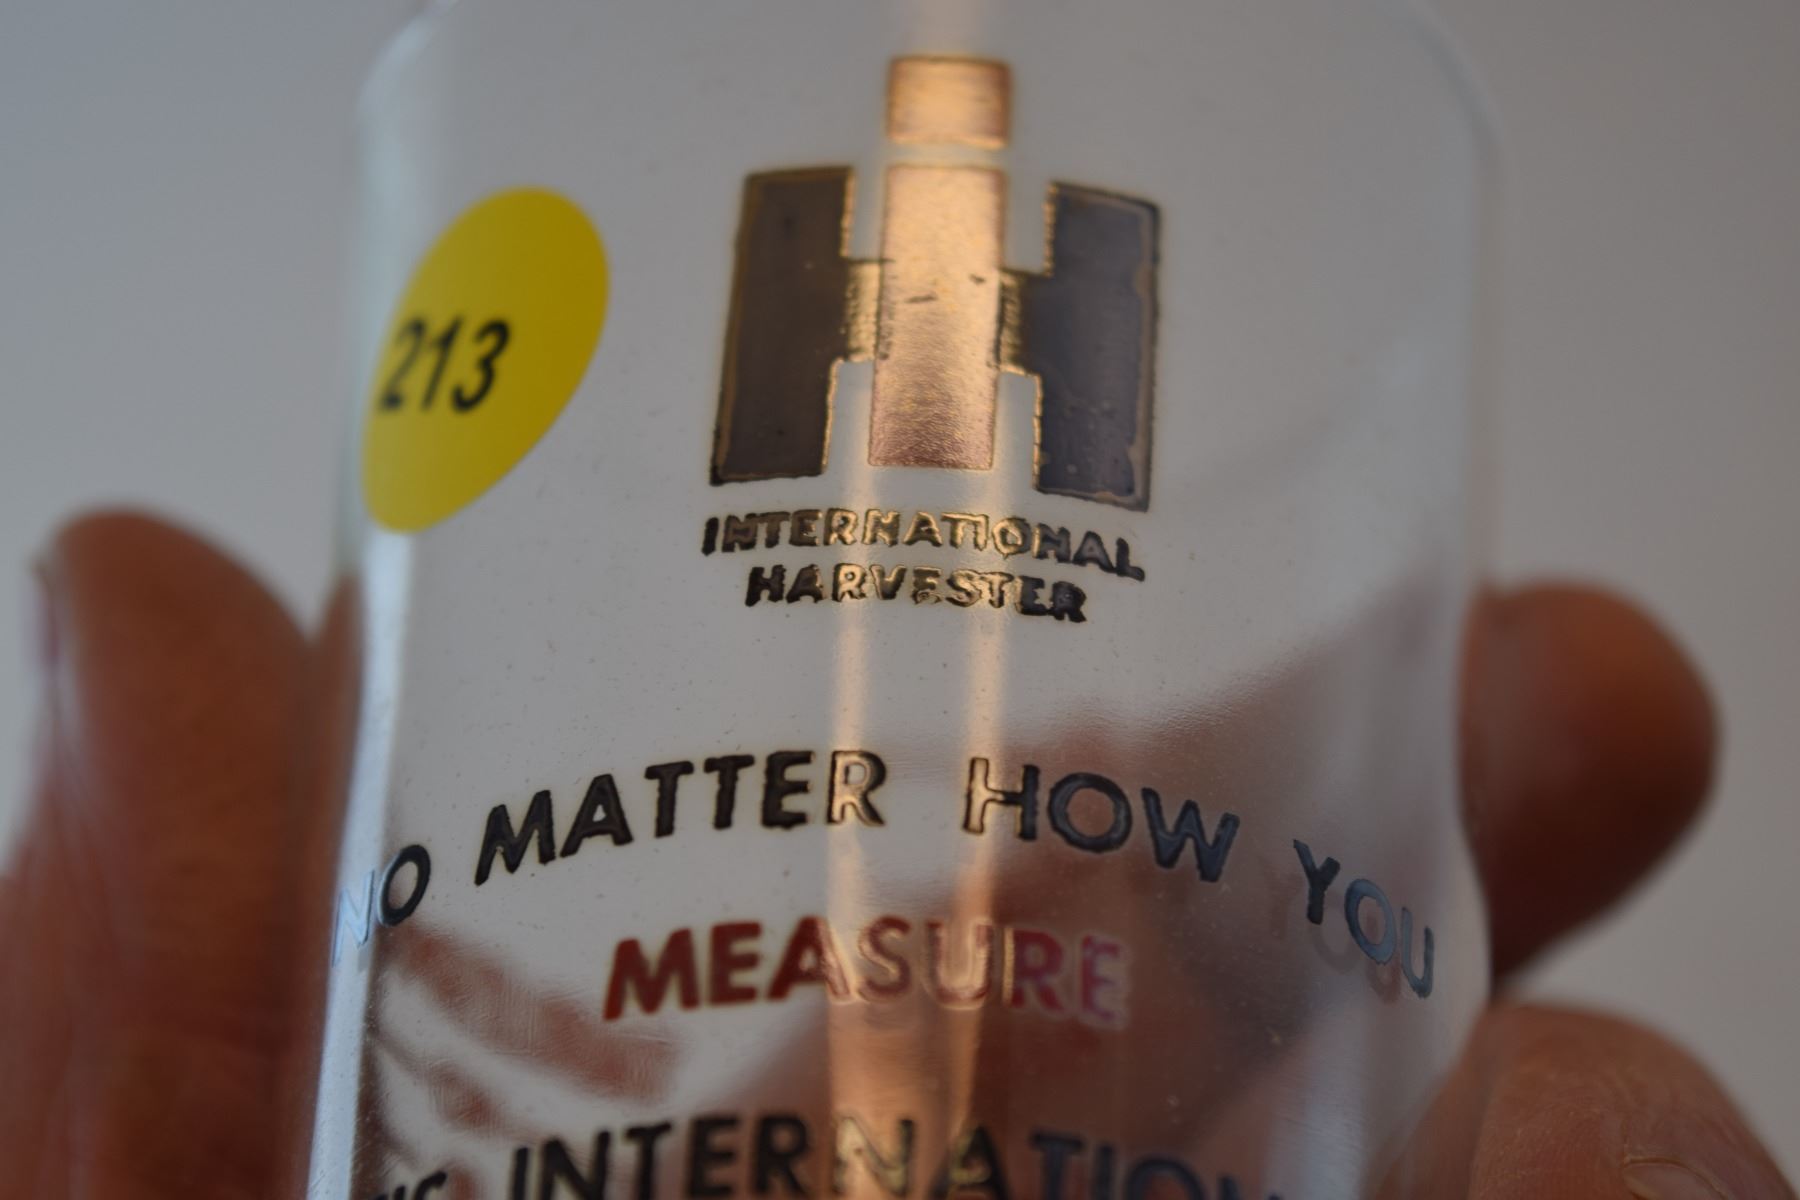 213
INTERNATIONAL
HARVESTER
NO MATTER HOW YOU
MEASURE